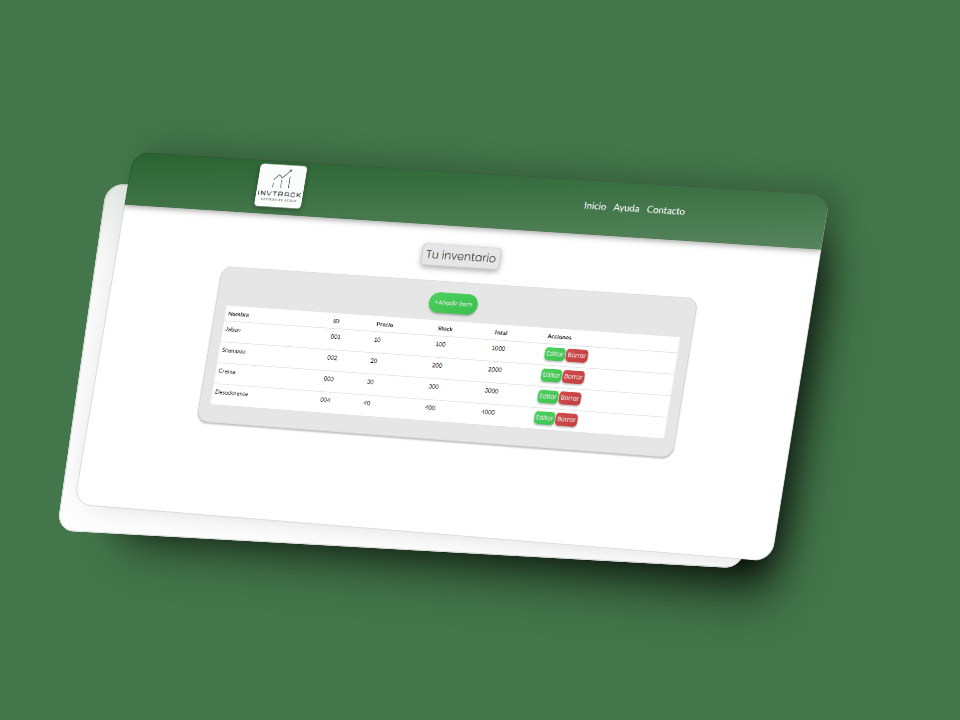 INVTRACK
Inicio Ayuda Contacto
Tu inventario
+Añadir ítem
Nombre ID Precio Stock Total Acciones
Jabon 001 10 100 1000 Editar Borrar
Shampoo 002 20 200 2000 Editar Borrar
Crema 003 30 300 3000 Editar Borrar
Desodorante 004 40 400 4000 Editar Borrar